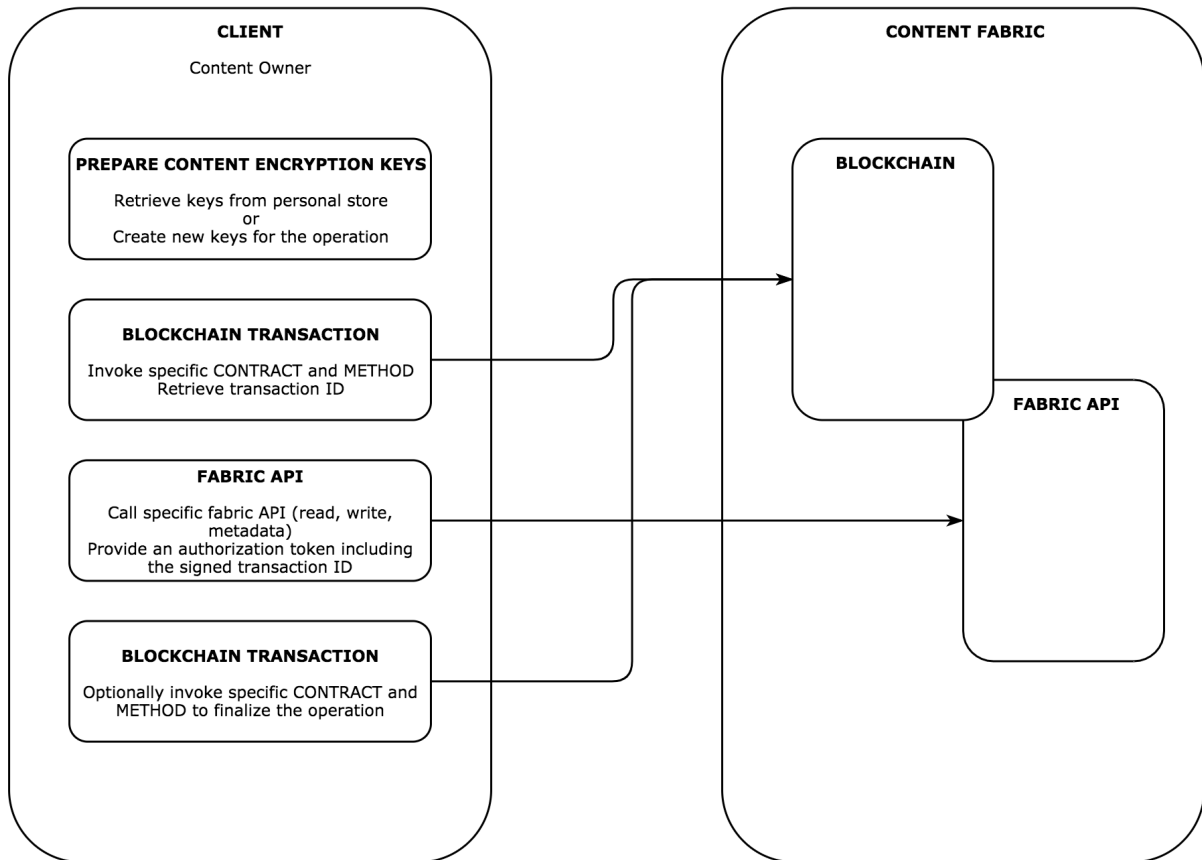 CLIENT
Content Owner
PREPARE CONTENT ENCRYPTION KEYS
Retrieve keys from personal store
or
Create new keys for the operation
BLOCKCHAIN TRANSACTION
Invoke specific CONTRACT and METHOD
Retrieve transaction ID
FABRIC API
Call specific fabric API (read, write,
metadata)
Provide an authorization token including
the signed transaction ID
BLOCKCHAIN TRANSACTION
Optionally invoke specific CONTRACT and
METHOD to finalize the operation
CONTENT FABRIC
BLOCKCHAIN
FABRIC API